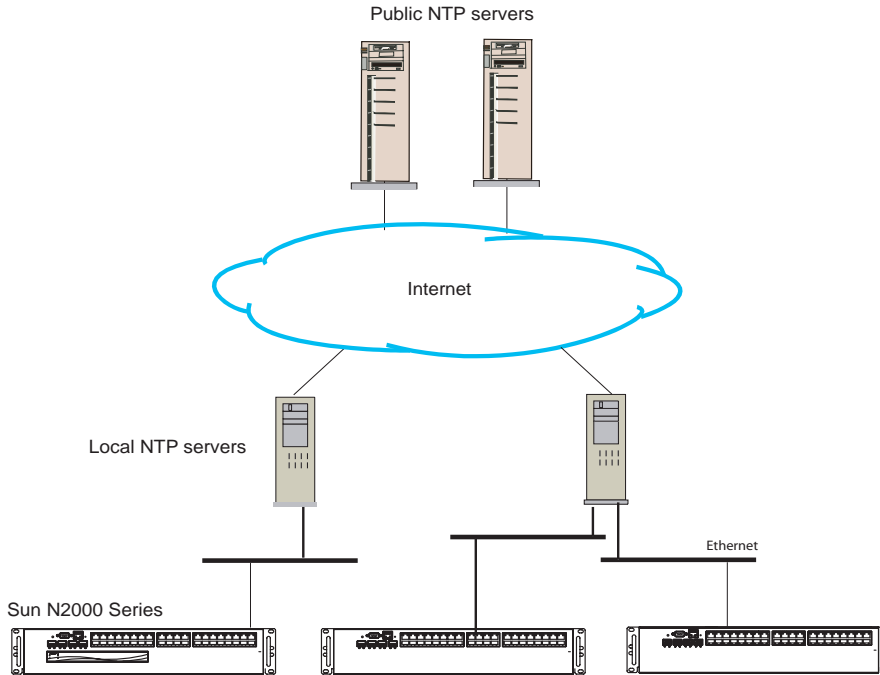 Public NTP servers
Internet
Local NTP servers
Ethernet
Sun N2000 Series